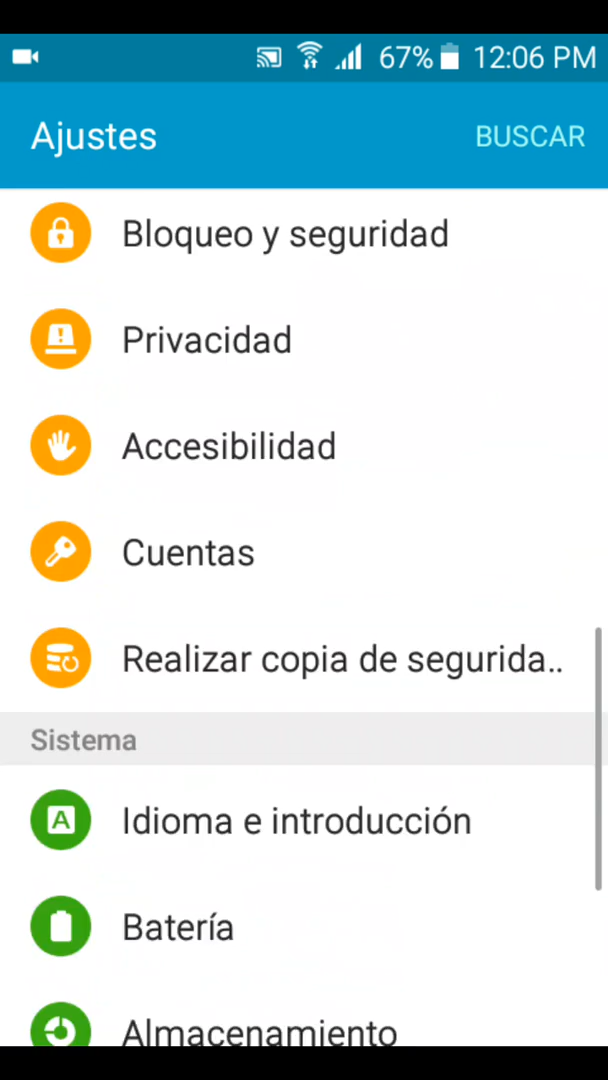 67% 12:06 PM
Ajustes BUSCAR
Bloqueo y seguridad
Privacidad
Accesibilidad
Cuentas
Realizar copia de segurida..
Sistema
A Idioma e introducción
Batería
Almacenamiento